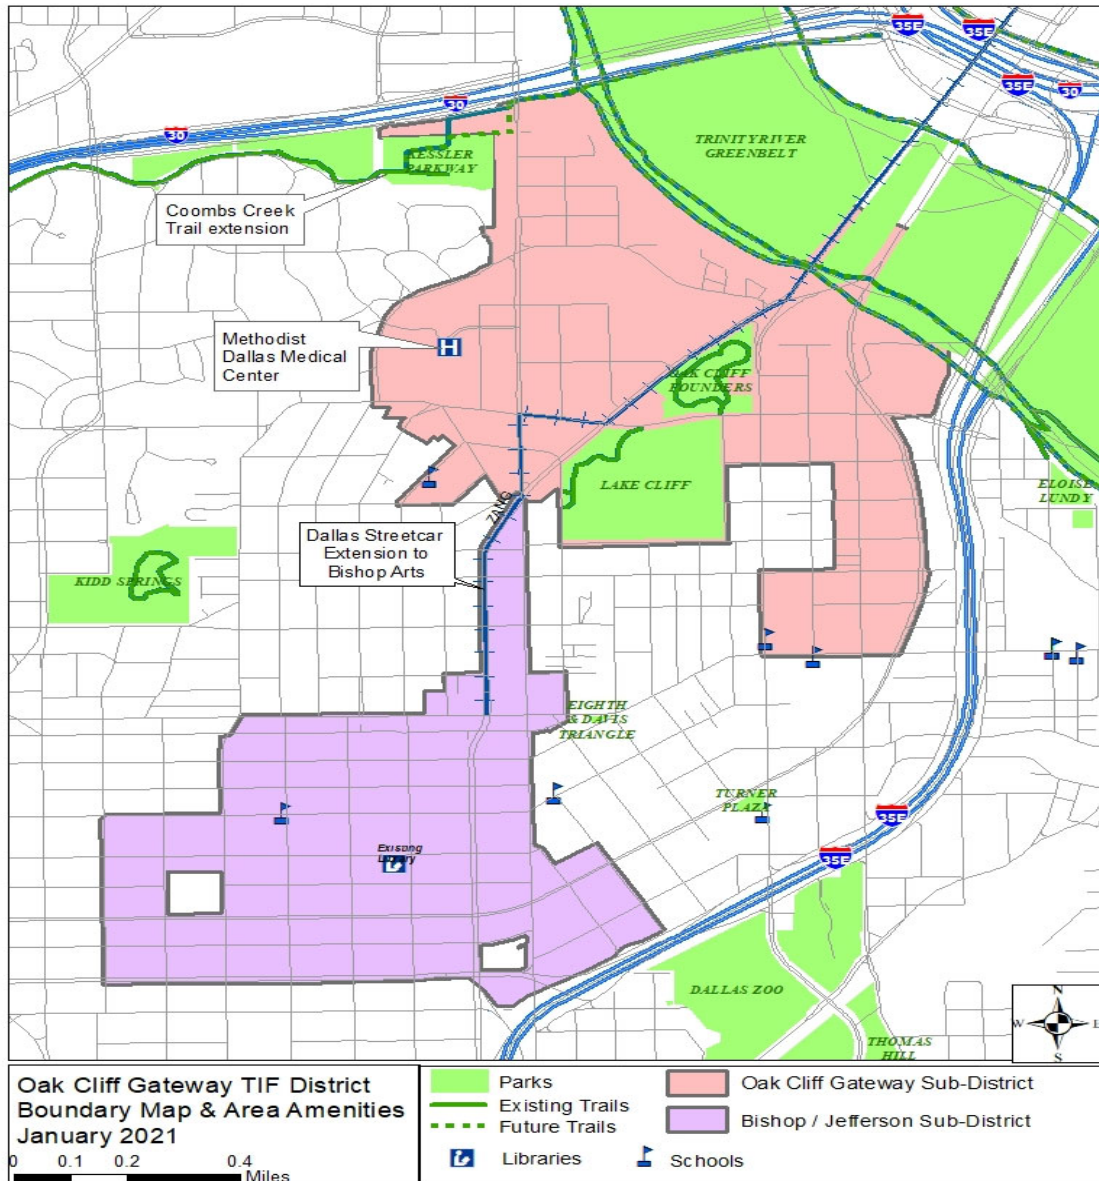 35E
35E
35E
30
30
30
TRINITYRIVER
GREENBELT
KESSLER
PARKWAY
Coombs Creek
Trail extension
Methodist
Dallas Medical
Center
H
OAK CLIFF
FOUNDERS
LAKE CLIFF
ELOISE
LUNDY
ZANG
Dallas Streetcar
Extension to
Bishop Arts
KIDD SPRINGS
EIGHTH
& DAVIS
TRIANGLE
TURNER
PLAZA
35E
35E
Existing
Library
DALLAS ZOO
THOMAS
HILL
N
W E
S
Oak Cliff Gateway TIF District
Boundary Map & Area Amenities
January 2021
0 0.1 0.2 0.4
Miles
Parks
Existing Trails
Future Trails
Libraries
Schools
Oak Cliff Gateway Sub-District
Bishop / Jefferson Sub-District